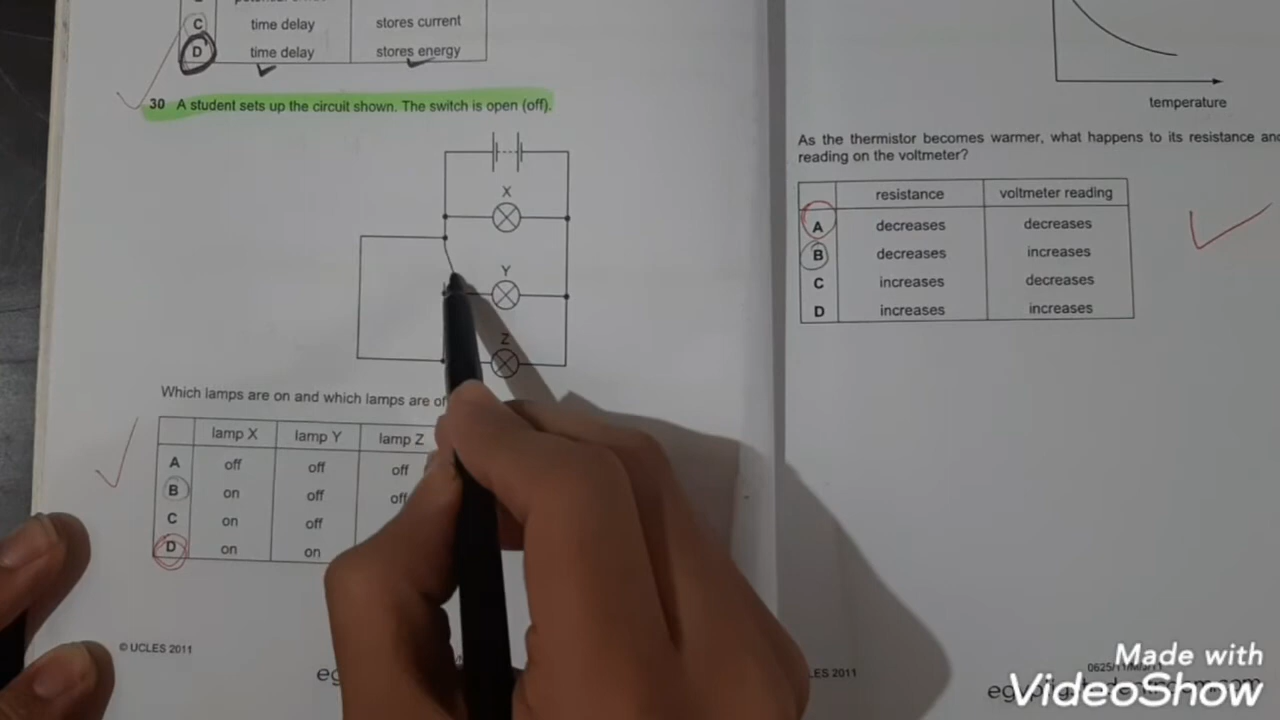 C time delay stores current
D time delay stores energy
30 A student sets up the circuit shown. The switch is open (off).
X
Y
Z
Which lamps are on and which lamps are of
lamp X lamp Y lamp Z
A off off off
B on off off
C on off
D on on
© UCLES 2011
temperature
As the thermistor becomes warmer, what happens to its resistance and
reading on the voltmeter?
resistance voltmeter reading
A decreases decreases
B decreases increases
C increases decreases
D increases increases
LES 2011
Made with
VideoShow